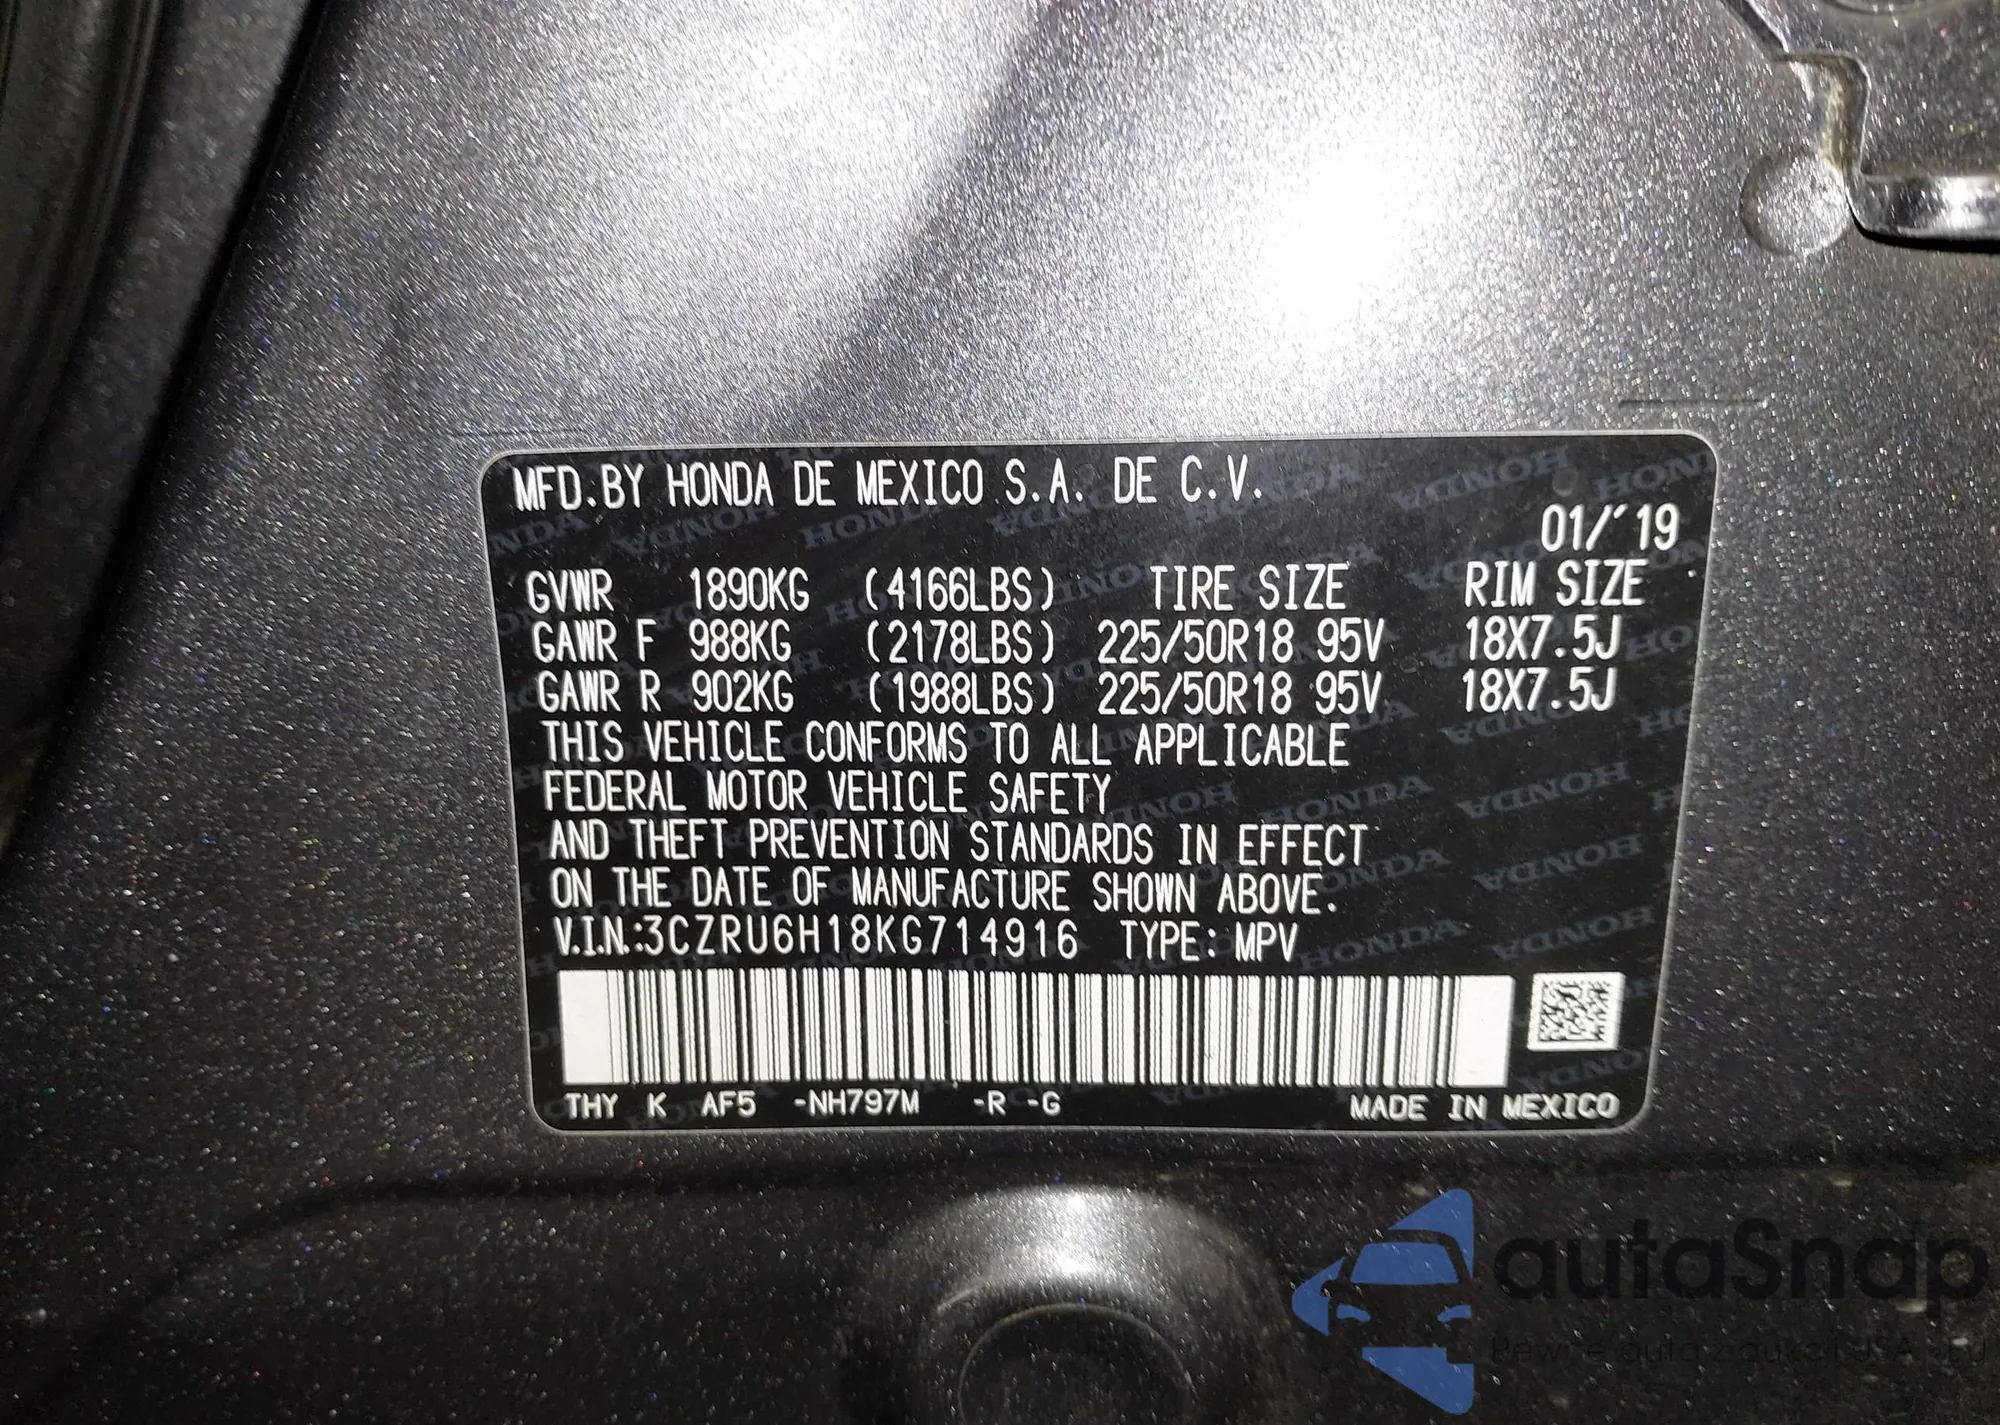 MFD.BY HONDA DE MEXICO S.A. DE C.V.
01/'19
GVWR 1890KG (4166LBS) TIRE SIZE RIM SIZE
GAWR F 988KG (2178LBS) 225/50R18 95V 18X7.5J
GAWR R 902KG (1988LBS) 225/50R18 95V 18X7.5J
THIS VEHICLE CONFORMS TO ALL APPLICABLE
FEDERAL MOTOR VEHICLE SAFETY
AND THEFT PREVENTION STANDARDS IN EFFECT
ON THE DATE OF MANUFACTURE SHOWN ABOVE.
V.I.N.:3CZRU6H18KG714916 TYPE: MPV
THY K AF5 -NH797M -R -G MADE IN MEXICO
autaSnap